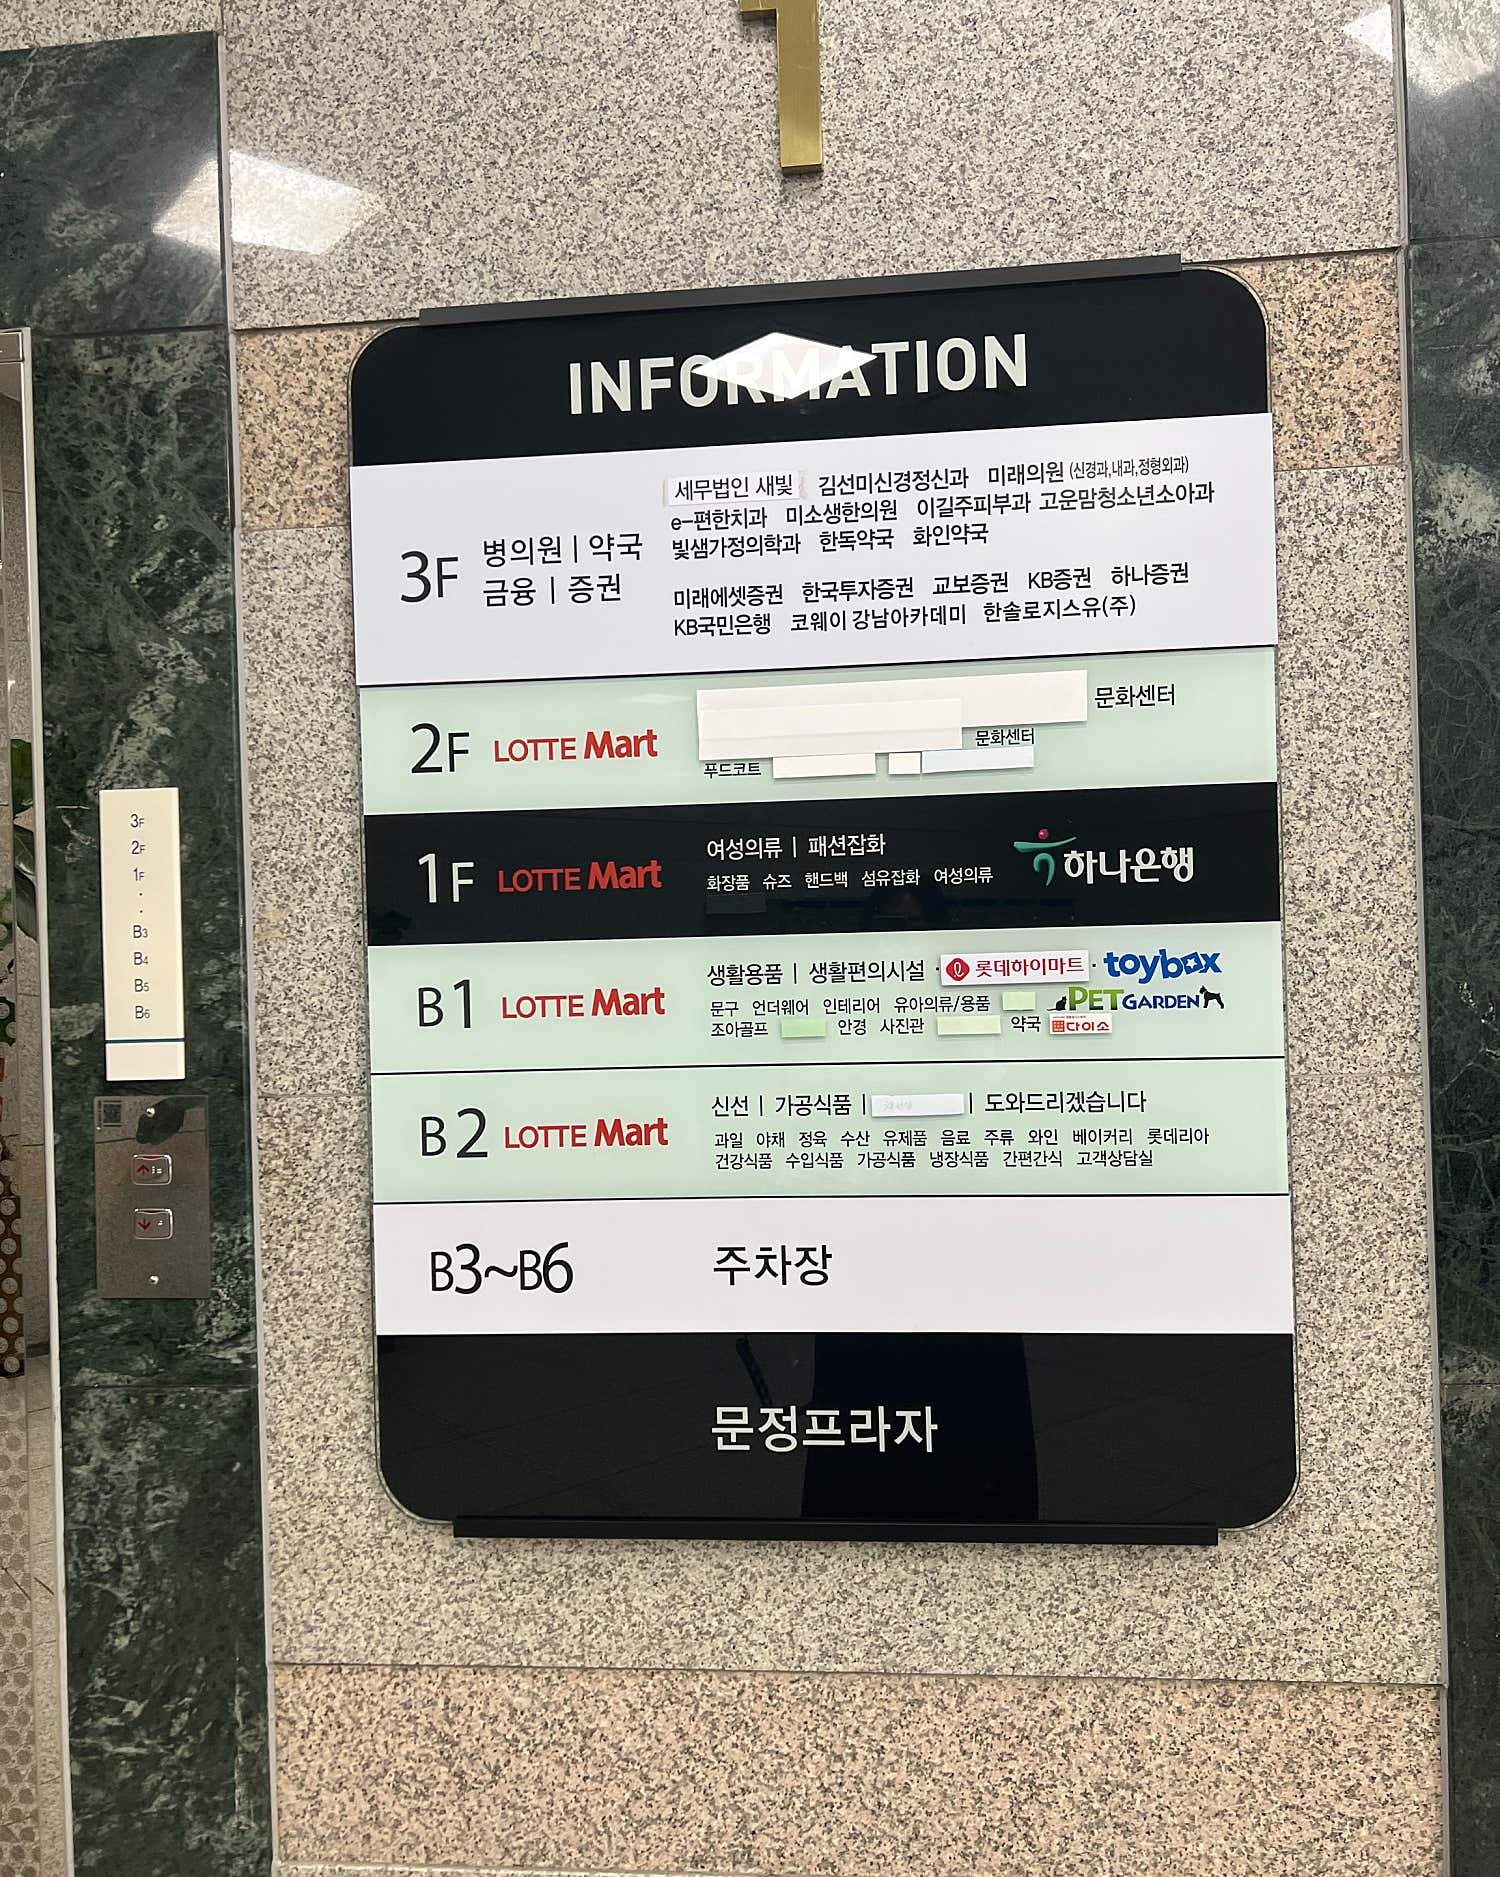 1
INFORMATION
3F 병의원 | 약국
금융 | 증권
세무법인 새빛 김선미신경정신과 미래의원 (신경과,내과,정형외과)
e-편한치과 미소생한의원 이길주피부과 고운맘청소년소아과
빛샘가정의학과 한독약국 화인약국
미래에셋증권 한국투자증권 교보증권 KB증권 하나증권
KB국민은행 코웨이 강남아카데미 한솔로지스유(주)
2F LOTTE Mart
문화센터
문화센터
푸드코트
1F LOTTE Mart
여성의류 | 패션잡화
화장품 슈즈 핸드백 섬유잡화 여성의류
하나은행
B1 LOTTE Mart
생활용품 | 생활편의시설 · 롯데하이마트 · toybox
문구 언더웨어 인테리어 유아의류/용품 PET GARDEN
조아골프 안경 사진관 약국 다이소
B2 LOTTE Mart
신선 | 가공식품 | | 도와드리겠습니다
과일 야채 정육 수산 유제품 음료 주류 와인 베이커리 롯데리아
건강식품 수입식품 가공식품 냉장식품 간편간식 고객상담실
B3~B6 주차장
문정프라자
3F
2F
1F
·
·
B3
B4
B5
B6